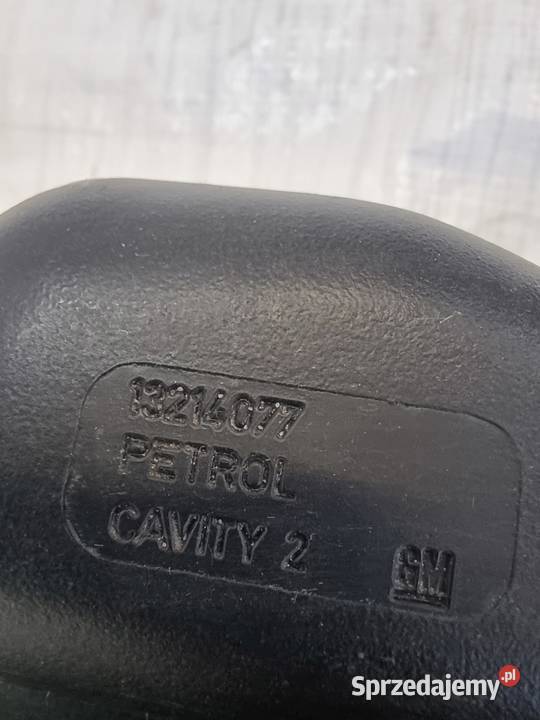 13214077
PETROL
CAVITY 2
GM
Sprzedajemy.pl